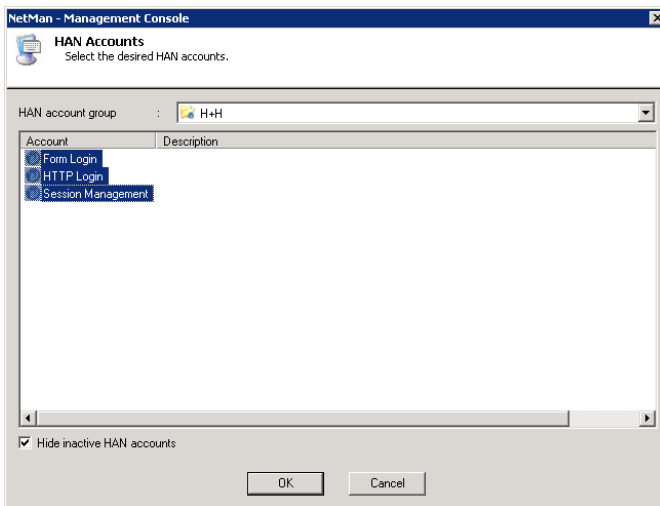 NetMan - Management Console
HAN Accounts
Select the desired HAN accounts.
HAN account group : H+H
Account Description
Form Login
HTTP Login
Session Management
Hide inactive HAN accounts
OK Cancel